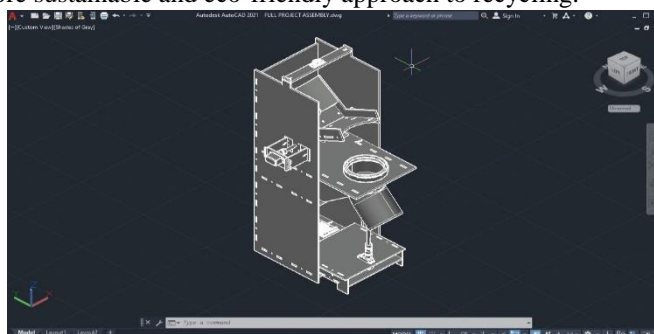 ore sustainable and eco-friendly approach to recycling.
Autodesk AutoCAD 2021 FULL PROJECT ASSEMBLY.dwg
Type a keyword or phrase
Sign In
[-][Custom View][Shades of Gray]
Type a command
Model Layout1 Layout2 +
MODEL